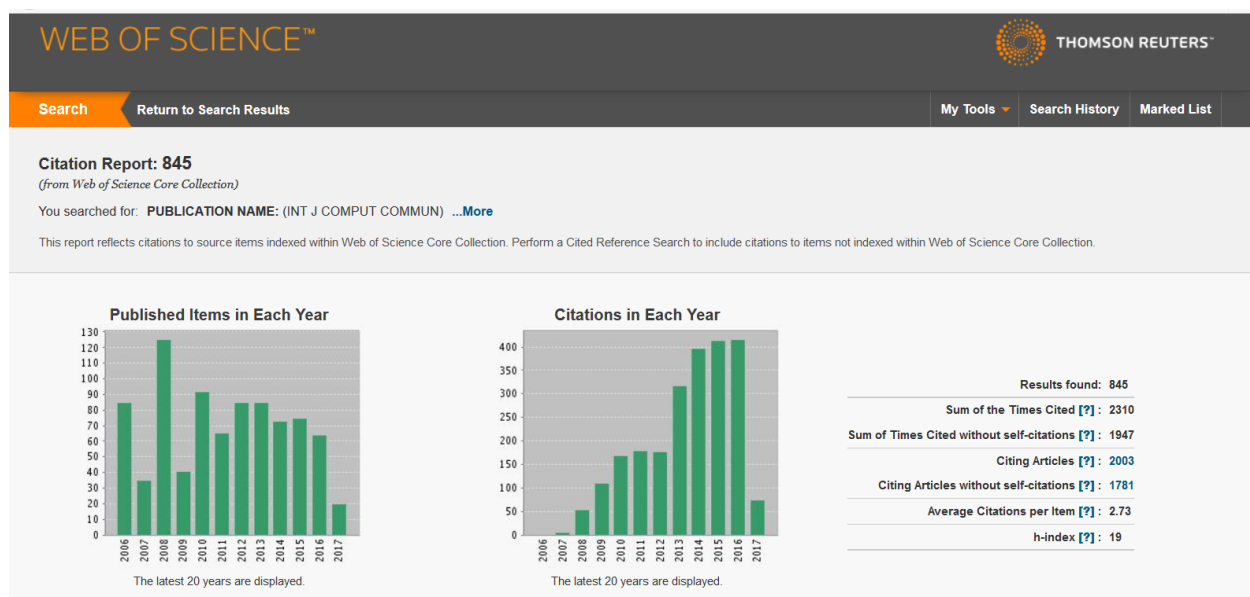 WEB OF SCIENCE™
THOMSON REUTERS™
Search
Return to Search Results
My Tools
Search History
Marked List
Citation Report: 845
(from Web of Science Core Collection)
You searched for: PUBLICATION NAME: (INT J COMPUT COMMUN) ...More
This report reflects citations to source items indexed within Web of Science Core Collection. Perform a Cited Reference Search to include citations to items not indexed within Web of Science Core Collection.
Published Items in Each Year
130
120
110
100
90
80
70
60
50
40
30
20
10
0
2006
2007
2008
2009
2010
2011
2012
2013
2014
2015
2016
2017
The latest 20 years are displayed.
Citations in Each Year
400
350
300
250
200
150
100
50
0
2006
2007
2008
2009
2010
2011
2012
2013
2014
2015
2016
2017
The latest 20 years are displayed.
Results found: 845
Sum of the Times Cited [?] : 2310
Sum of Times Cited without self-citations [?] : 1947
Citing Articles [?] : 2003
Citing Articles without self-citations [?] : 1781
Average Citations per Item [?] : 2.73
h-index [?] : 19